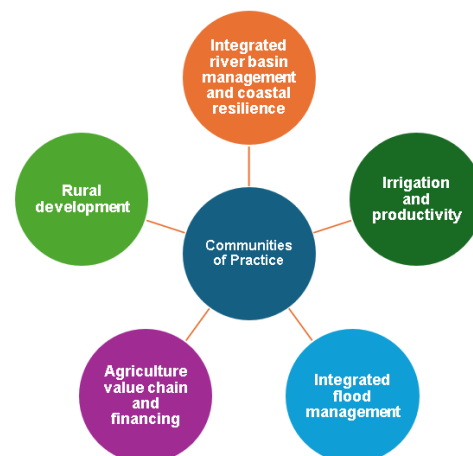 Integrated
river basin
management
and coastal
resilience
Rural
development
Irrigation
and
productivity
Communities
of Practice
Agriculture
value chain
and
financing
Integrated
flood
management